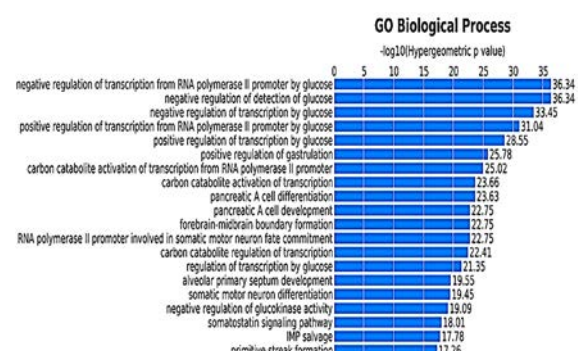 GO Biological Process
-log10(Hypergeometric p value)
0 5 10 15 20 25 30 35
negative regulation of transcription from RNA polymerase II promoter by glucose 36.34
negative regulation of detection of glucose 36.34
negative regulation of transcription by glucose 33.45
positive regulation of transcription from RNA polymerase II promoter by glucose 31.04
positive regulation of transcription by glucose 28.55
positive regulation of gastrulation 25.78
carbon catabolite activation of transcription from RNA polymerase II promoter 25.02
carbon catabolite activation of transcription 23.66
pancreatic A cell differentiation 23.63
pancreatic A cell development 22.75
forebrain-midbrain boundary formation 22.75
RNA polymerase II promoter involved in somatic motor neuron fate commitment 22.75
carbon catabolite regulation of transcription 22.41
regulation of transcription by glucose 21.35
alveolar primary septum development 19.55
somatic motor neuron differentiation 19.45
negative regulation of glucokinase activity 19.09
somatostatin signaling pathway 18.01
IMP salvage 17.78
primitive streak formation 17.26